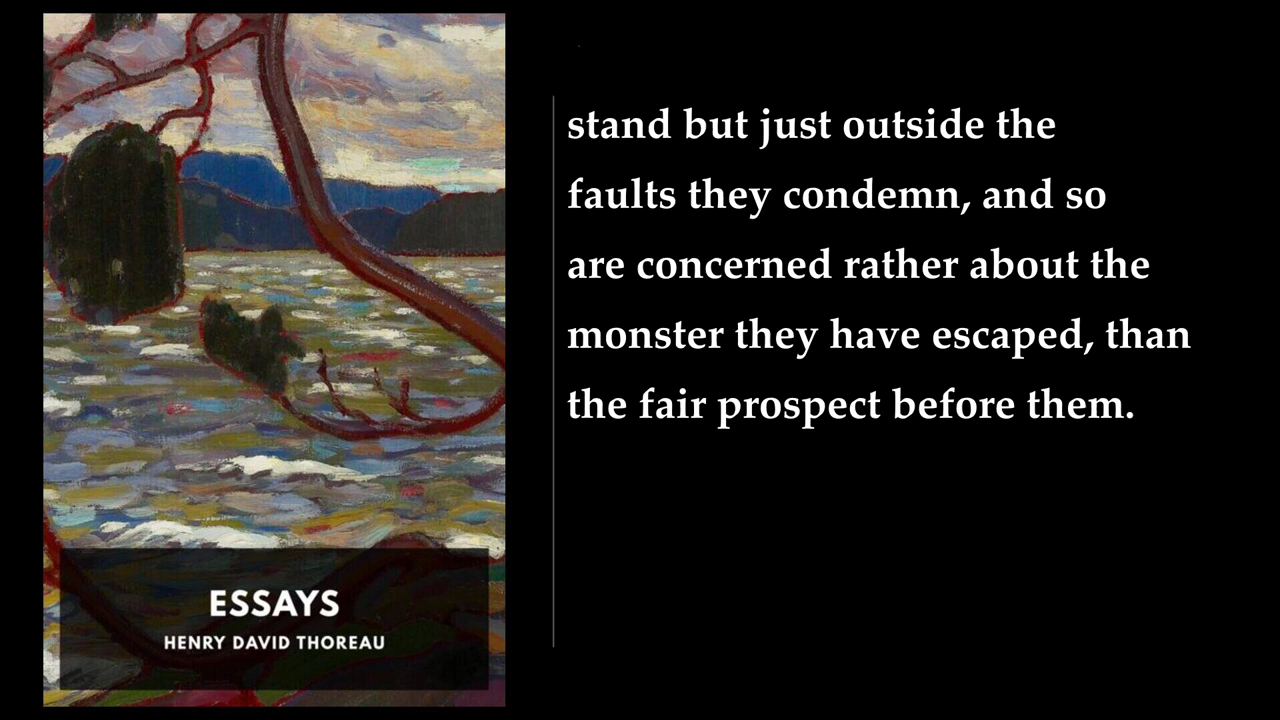 stand but just outside the
faults they condemn, and so
are concerned rather about the
monster they have escaped, than
the fair prospect before them.
ESSAYS
HENRY DAVID THOREAU